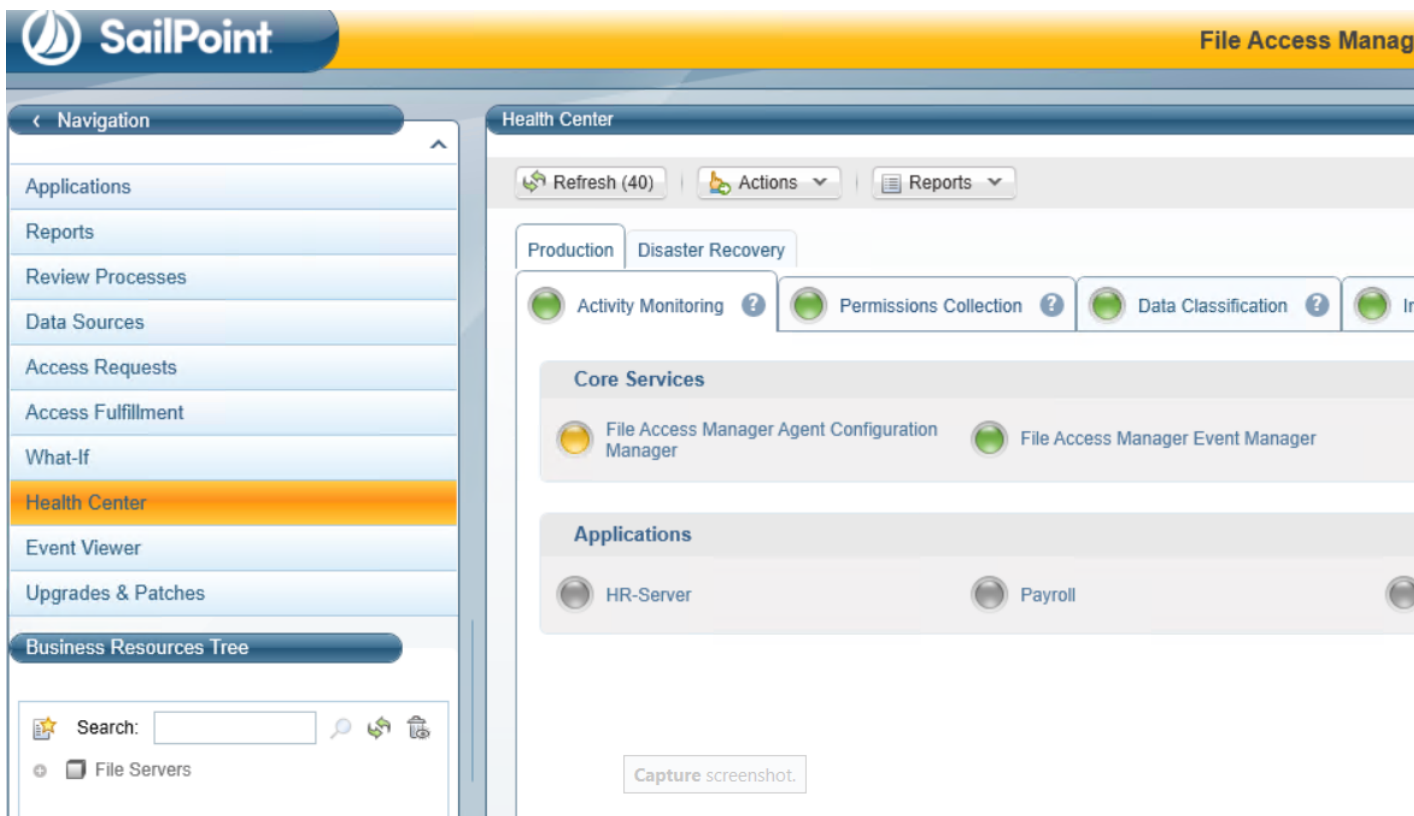 SailPoint
File Access Manag
Navigation
Health Center
Applications
Reports
Review Processes
Data Sources
Access Requests
Access Fulfillment
What-If
Health Center
Event Viewer
Upgrades & Patches
Business Resources Tree
Search:
File Servers
Refresh (40)
Actions
Reports
Production
Disaster Recovery
Activity Monitoring ?
Permissions Collection ?
Data Classification ?
In
Core Services
File Access Manager Agent Configuration
Manager
File Access Manager Event Manager
Applications
HR-Server
Payroll
Capture screenshot.